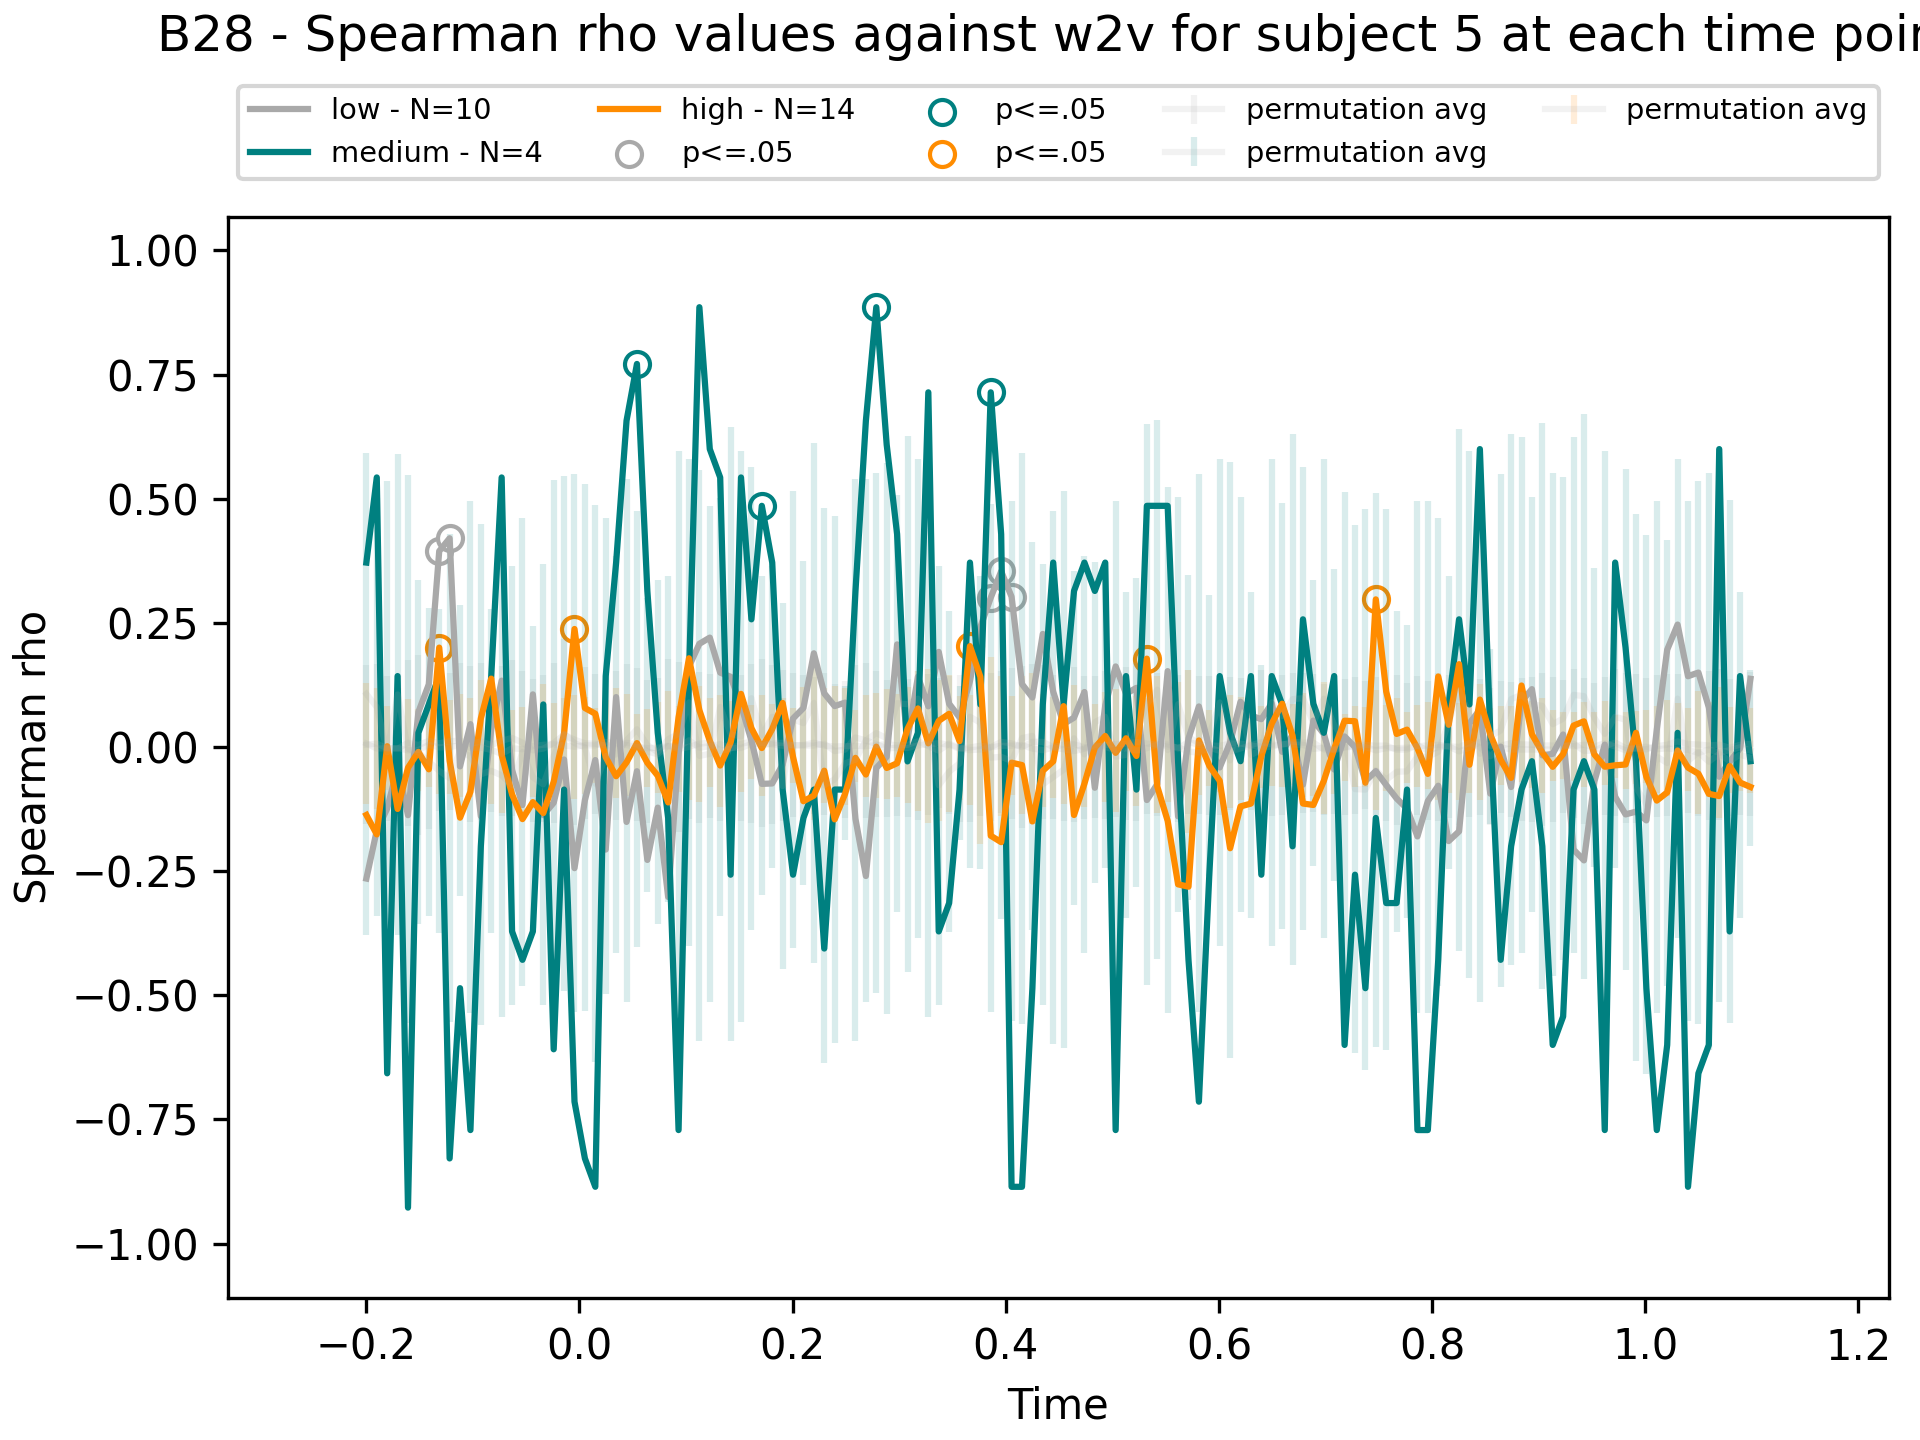 B28 - Spearman rho values against w2v for subject 5 at each time poin
low - N=10 high - N=14 p<=.05 permutation avg permutation avg
medium - N=4 p<=.05 p<=.05 permutation avg
1.00
0.75
0.50
0.25
0.00
−0.25
−0.50
−0.75
−1.00
Spearman rho
−0.2 0.0 0.2 0.4 0.6 0.8 1.0 1.2
Time